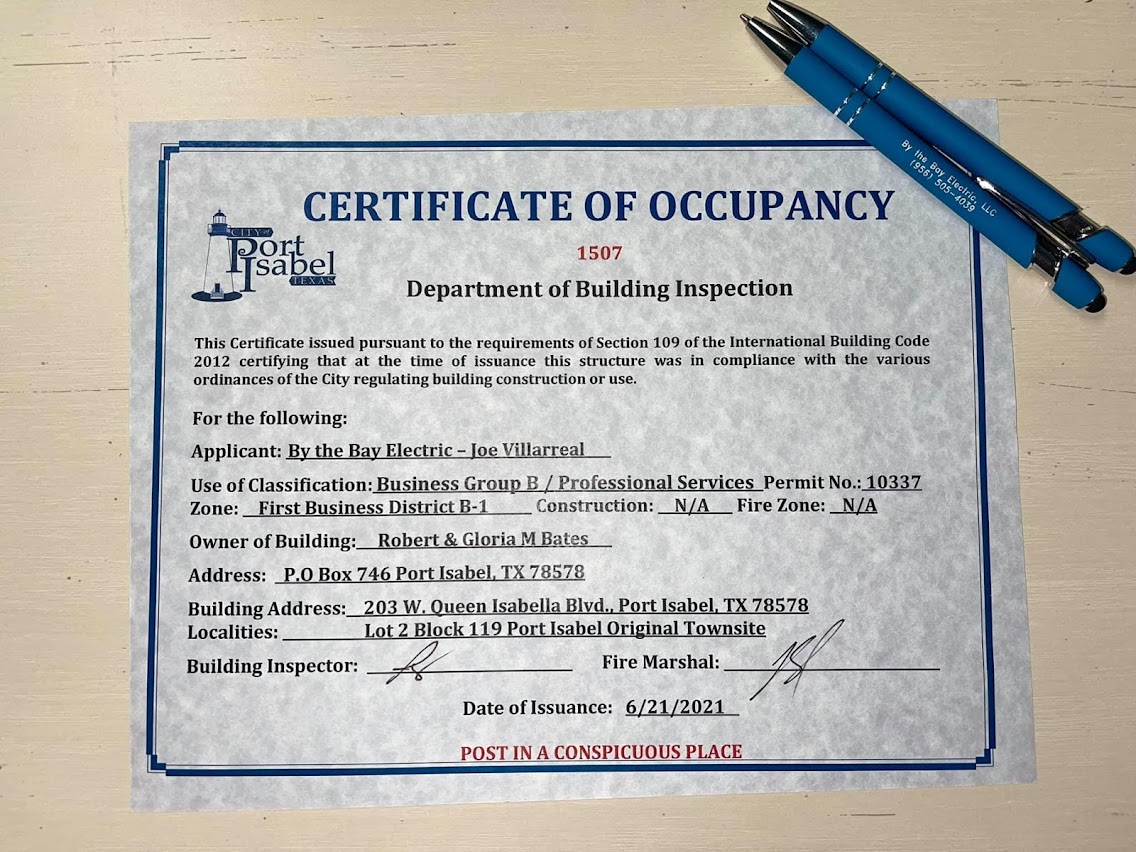 By the Bay Electric, LLC
(956) 505-4039
CERTIFICATE OF OCCUPANCY
CITY of
Port
Isabel
TEXAS
1507
Department of Building Inspection
This Certificate issued pursuant to the requirements of Section 109 of the International Building Code
2012 certifying that at the time of issuance this structure was in compliance with the various
ordinances of the City regulating building construction or use.
For the following:
Applicant: By the Bay Electric – Joe Villarreal
Use of Classification: Business Group B / Professional Services Permit No.: 10337
Zone: First Business District B-1 Construction: N/A Fire Zone: N/A
Owner of Building: Robert & Gloria M Bates
Address: P.O Box 746 Port Isabel, TX 78578
Building Address: 203 W. Queen Isabella Blvd., Port Isabel, TX 78578
Localities: Lot 2 Block 119 Port Isabel Original Townsite
Building Inspector: Fire Marshal:
Date of Issuance: 6/21/2021
POST IN A CONSPICUOUS PLACE